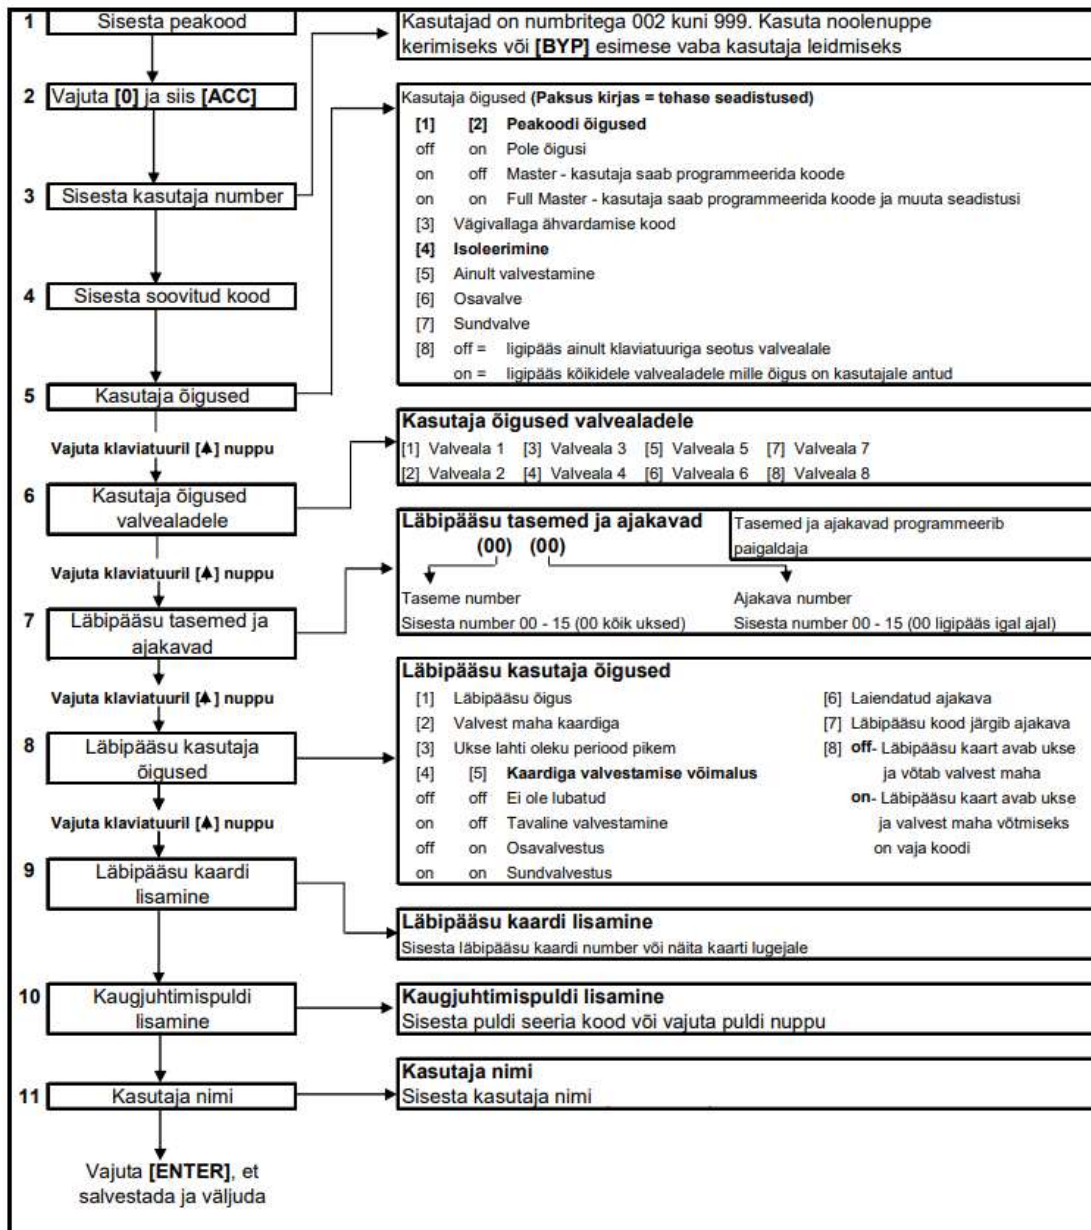 1 Sisesta peakood
Kasutajad on numbritega 002 kuni 999. Kasuta noolenuppe
kerimiseks või [BYP] esimese vaba kasutaja leidmiseks
2 Vajuta [0] ja siis [ACC]
Kasutaja õigused (Paksus kirjas = tehase seadistused)
[1] [2] Peakoodi õigused
off on Pole õigusi
on off Master - kasutaja saab programmeerida koode
on on Full Master - kasutaja saab programmeerida koode ja muuta seadistusi
[3] Vägivallaga ähvardamise kood
[4] Isoleerimine
[5] Ainult valvestamine
[6] Osavalve
[7] Sundvalve
[8] off = ligipääs ainult klaviatuuriga seotus valvealale
on = ligipääs kõikidele valvealadele mille õigus on kasutajale antud
3 Sisesta kasutaja number
4 Sisesta soovitud kood
5 Kasutaja õigused
Vajuta klaviatuuril [▲] nuppu
Kasutaja õigused valvealadele
[1] Valveala 1 [3] Valveala 3 [5] Valveala 5 [7] Valveala 7
[2] Valveala 2 [4] Valveala 4 [6] Valveala 6 [8] Valveala 8
6 Kasutaja õigused
valvealadele
Vajuta klaviatuuril [▲] nuppu
Läbipääsu tasemed ja ajakavad
(00) (00)
Tasemed ja ajakavad programmeerib
paigaldaja
Taseme number
Sisesta number 00 - 15 (00 kõik uksed)
Ajakava number
Sisesta number 00 - 15 (00 ligipääs igal ajal)
7 Läbipääsu tasemed ja
ajakavad
Vajuta klaviatuuril [▲] nuppu
Läbipääsu kasutaja õigused
[1] Läbipääsu õigus
[2] Valvest maha kaardiga
[3] Ukse lahti oleku periood pikem
[4] [5] Kaardiga valvestamise võimalus
off off Ei ole lubatud
on off Tavaline valvestamine
off on Osavalvestus
on on Sundvalvestus
[6] Laiendatud ajakava
[7] Läbipääsu kood järgib ajakava
[8] off- Läbipääsu kaart avab ukse
ja võtab valvest maha
on- Läbipääsu kaart avab ukse
ja valvest maha võtmiseks
on vaja koodi
8 Läbipääsu kasutaja
õigused
Vajuta klaviatuuril [▲] nuppu
9 Läbipääsu kaardi
lisamine
Läbipääsu kaardi lisamine
Sisesta läbipääsu kaardi number või näita kaarti lugejale
10 Kaugjuhtimispuldi
lisamine
Kaugjuhtimispuldi lisamine
Sisesta puldi seeria kood või vajuta puldi nuppu
11 Kasutaja nimi
Kasutaja nimi
Sisesta kasutaja nimi
Vajuta [ENTER], et
salvestada ja väljuda